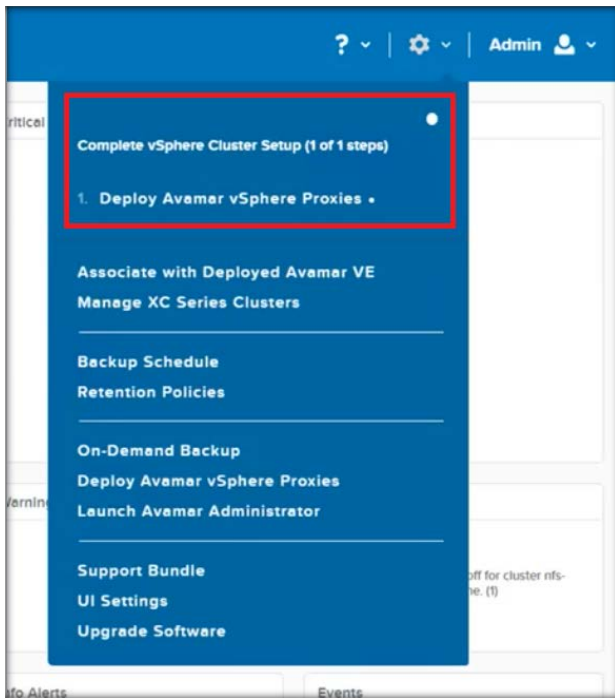 ? Admin
ritical
Complete vSphere Cluster Setup (1 of 1 steps)
1. Deploy Avamar vSphere Proxies •
Associate with Deployed Avamar VE
Manage XC Series Clusters
Backup Schedule
Retention Policies
On-Demand Backup
Deploy Avamar vSphere Proxies
Launch Avamar Administrator
Warning
Support Bundle
off for cluster nfs-
ne. (1)
UI Settings
Upgrade Software
nfo Alerts
Events